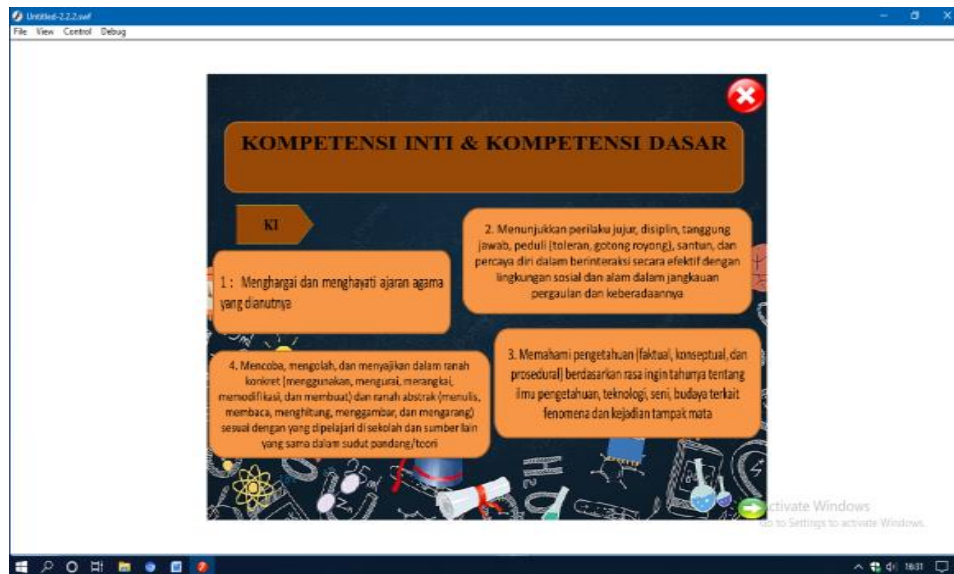 Untitled-2.2.2.swf
File View Control Debug
KOMPETENSI INTI & KOMPETENSI DASAR
KI
1 : Menghargai dan menghayati ajaran agama
yang dianutnya
2. Menunjukkan perilaku jujur, disiplin, tanggung
jawab, peduli (toleran, gotong royong), santun, dan
percaya diri dalam berinteraksi secara efektif dengan
lingkungan sosial dan alam dalam jangkauan
pergaulan dan keberadaannya
3. Memahami pengetahuan (faktual, konseptual, dan
prosedural) berdasarkan rasa ingin tahunya tentang
ilmu pengetahuan, teknologi, seni, budaya terkait
fenomena dan kejadian tampak mata
4. Mencoba, mengolah, dan menyajikan dalam ranah
konkret (menggunakan, mengurai, merangkai,
memodifikasi, dan membuat) dan ranah abstrak (menulis,
membaca, menghitung, menggambar, dan mengarang)
sesuai dengan yang dipelajari di sekolah dan sumber lain
yang sama dalam sudut pandang/teori
H2O
Activate Windows
Go to Settings to activate Windows.
16:31